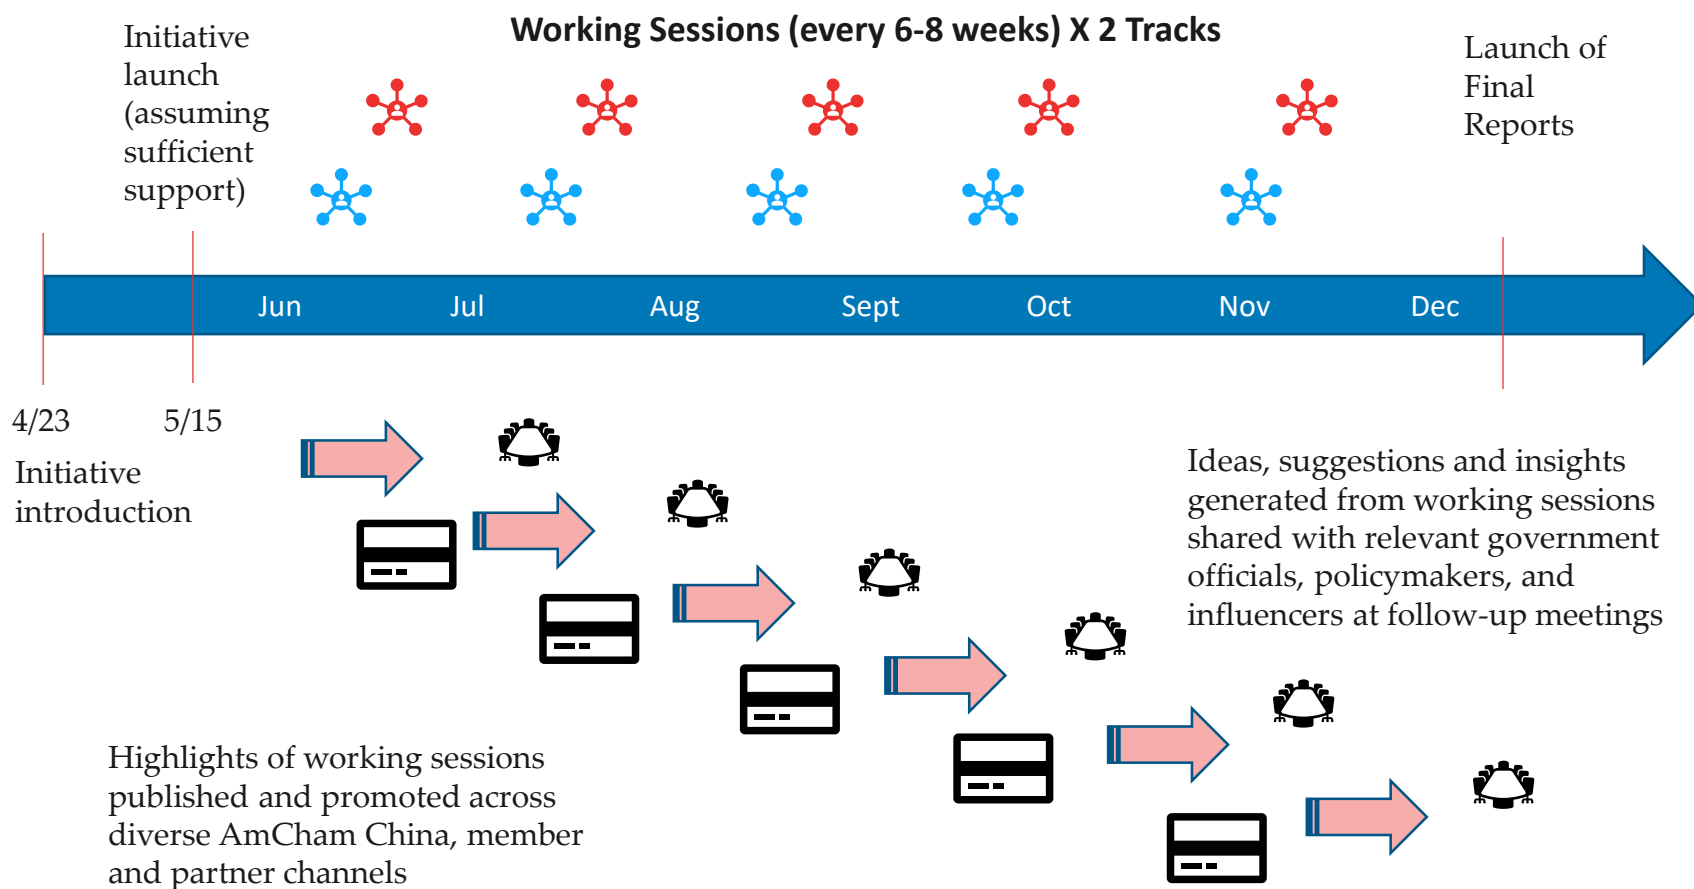 Working Sessions (every 6-8 weeks) X 2 Tracks
Initiative
launch
(assuming
sufficient
support)
Launch of
Final
Reports
Jun
Jul
Aug
Sept
Oct
Nov
Dec
4/23
5/15
Initiative
introduction
Ideas, suggestions and insights
generated from working sessions
shared with relevant government
officials, policymakers, and
influencers at follow-up meetings
Highlights of working sessions
published and promoted across
diverse AmCham China, member
and partner channels